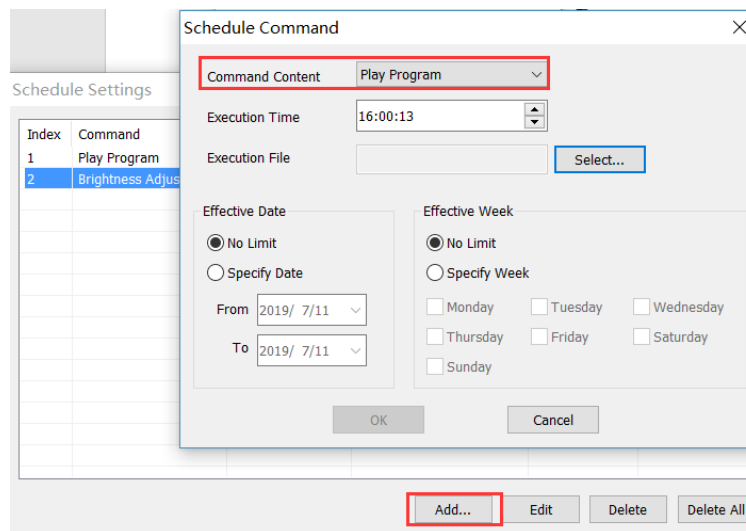 Schedule Command
Command Content Play Program
Schedule Settings
Execution Time 16:00:13
Index Command
Execution File Select...
1 Play Program
2 Brightness Adjus
Effective Date Effective Week
No Limit No Limit
Specify Date Specify Week
From 2019/ 7/11 Monday Tuesday Wednesday
Thursday Friday Saturday
To 2019/ 7/11
Sunday
OK Cancel
Add... Edit Delete Delete All